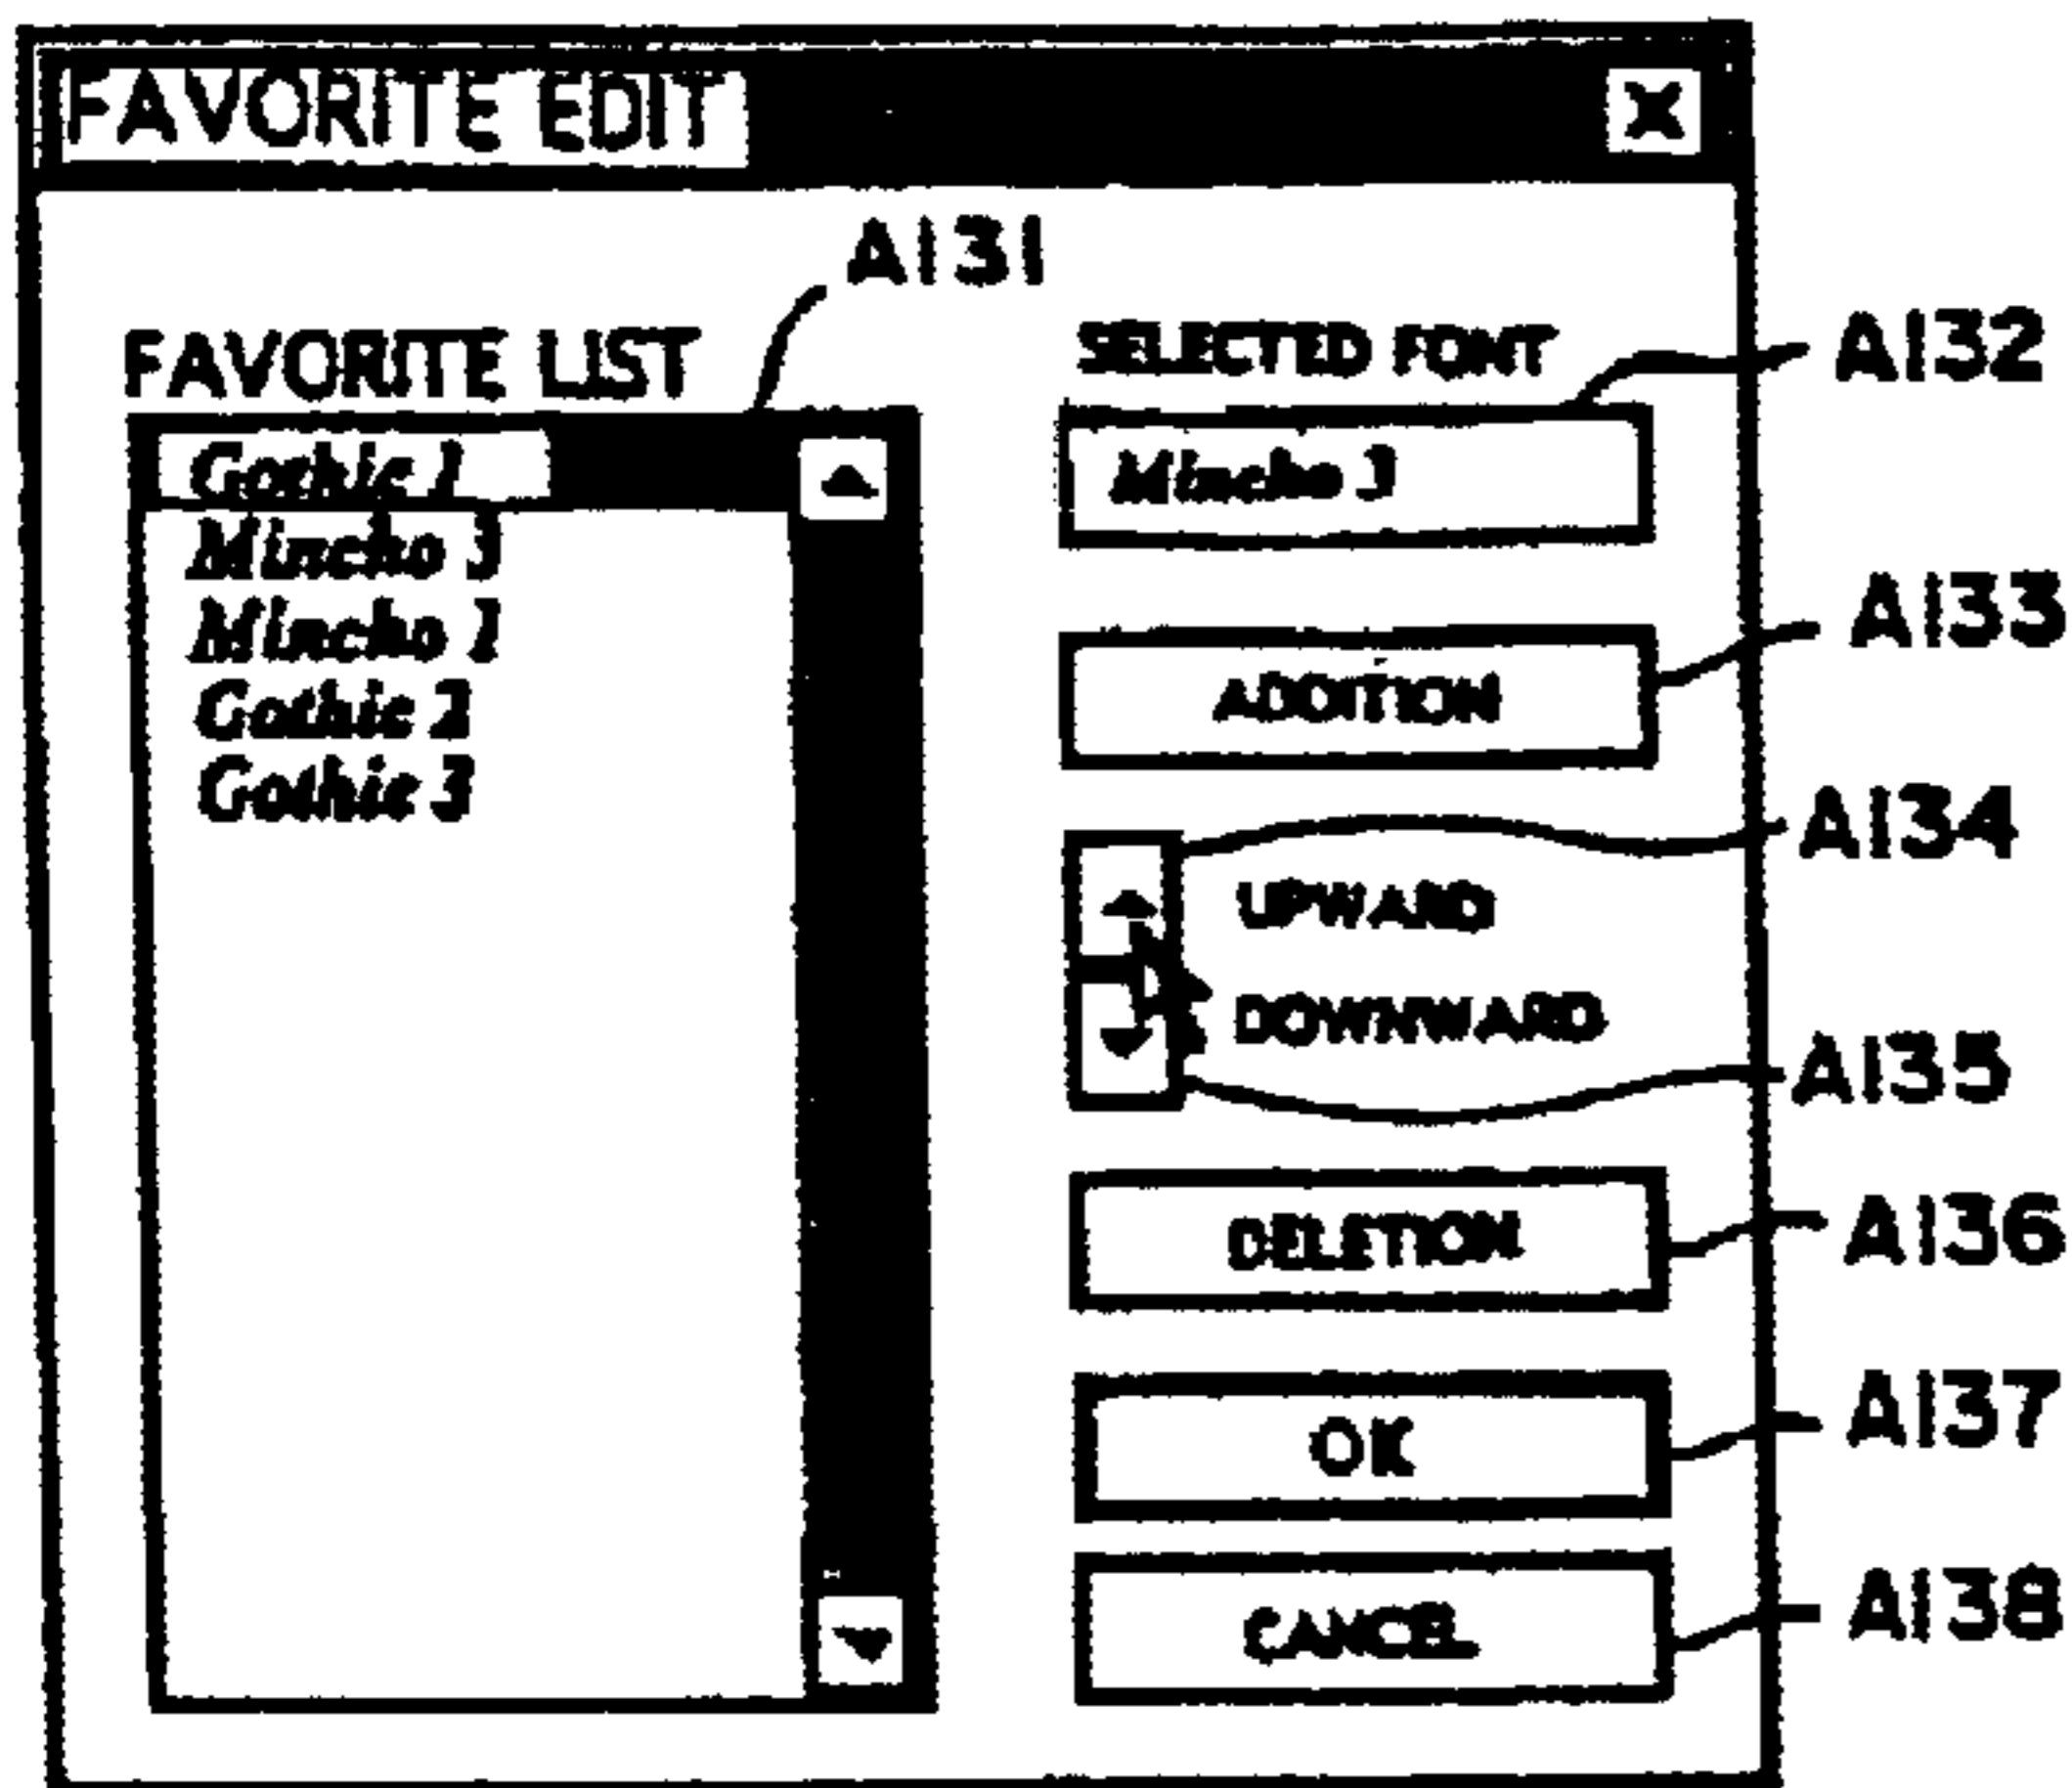 FAVORITE EDIT X
A131
FAVORITE LIST
Gothic 1
Mincho 3
Mincho 1
Gothic 2
Gothic 3
SELECTED FONT
A132
Mincho 3
ADDITION
A133
UPWARD
A134
DOWNWARD
A135
DELETION
A136
OK
A137
CANCEL
A138